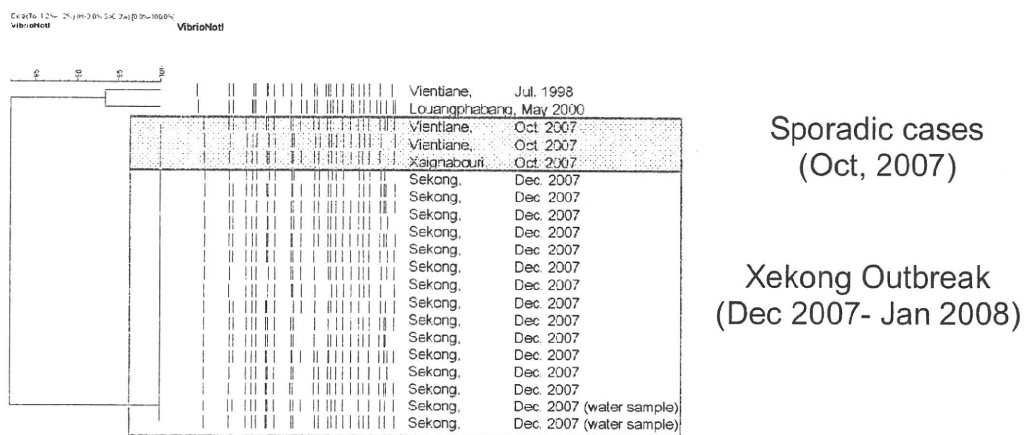 VibrioNotI VibrioNotI
Vientiane, Jul. 1998
Louangphabang, May 2000
Vientiane, Oct. 2007
Vientiane, Oct. 2007
Xaignabouri. Oct. 2007
Sekong, Dec. 2007
Sekong, Dec. 2007
Sekong, Dec. 2007
Sekong, Dec. 2007
Sekong, Dec. 2007
Sekong, Dec. 2007
Sekong, Dec. 2007
Sekong, Dec. 2007
Sekong, Dec. 2007
Sekong, Dec. 2007
Sekong, Dec. 2007
Sekong, Dec. 2007
Sekong, Dec. 2007
Sekong, Dec. 2007 (water sample)
Sekong, Dec. 2007 (water sample)
Sporadic cases
(Oct, 2007)
Xekong Outbreak
(Dec 2007- Jan 2008)